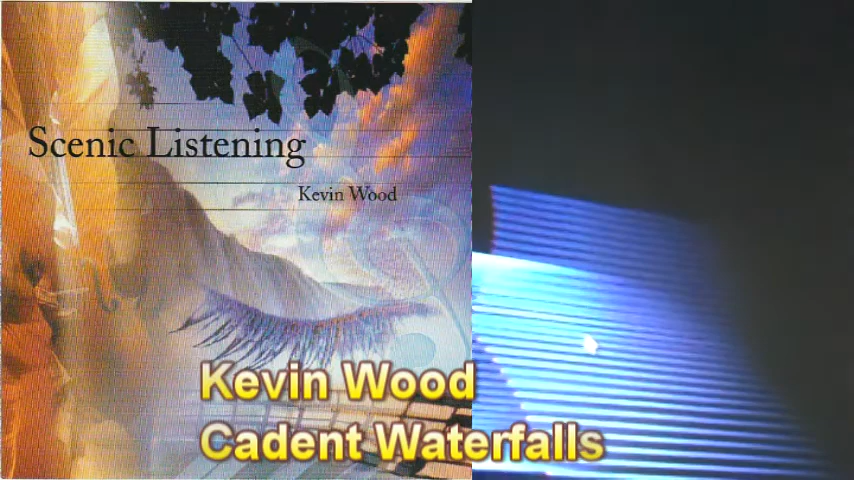 Scenic Listening
Kevin Wood
Kevin Wood
Cadent Waterfalls